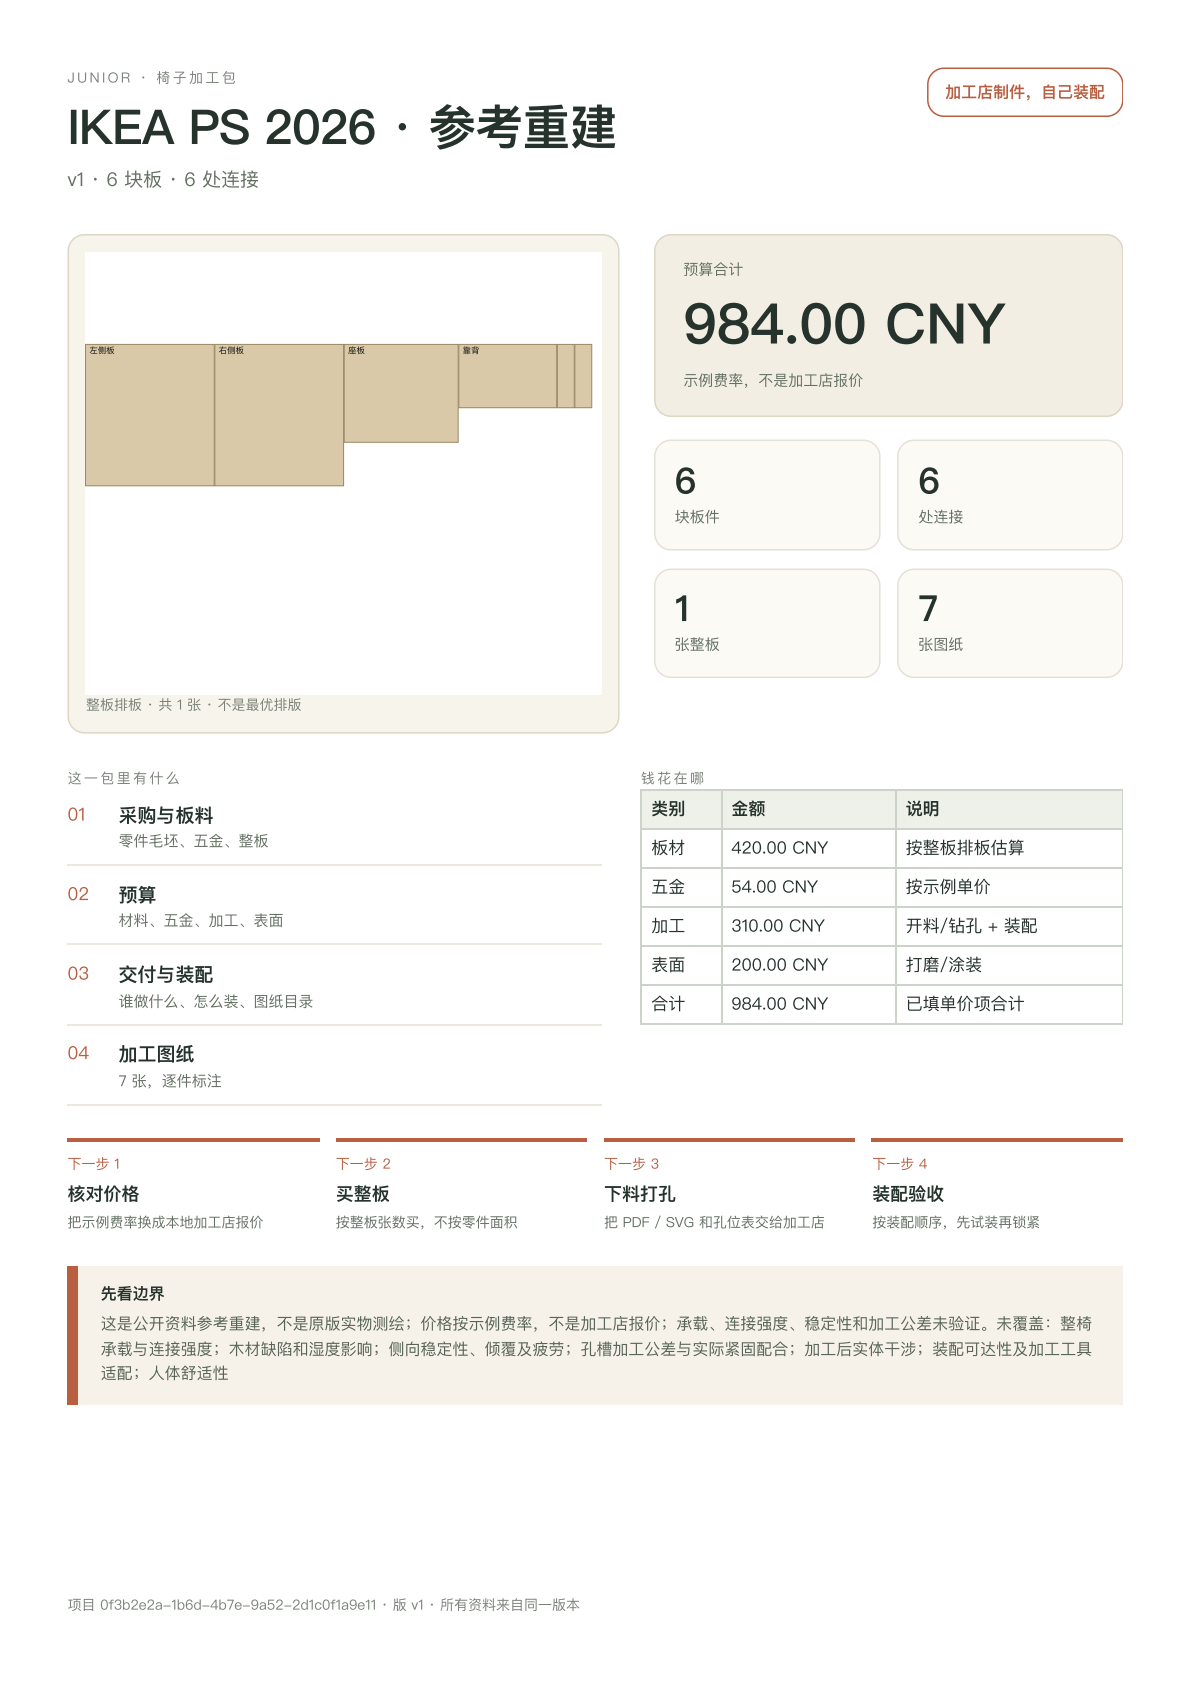 JUNIOR · 椅子加工包
IKEA PS 2026 · 参考重建
v1 · 6 块板 · 6 处连接
加工店制件，自己装配
左侧板
右侧板
座板
靠背
整板排板 · 共 1 张 · 不是最优排版
预算合计
984.00 CNY
示例费率，不是加工店报价
6
块板件
6
处连接
1
张整板
7
张图纸
这一包里有什么
01 采购与板料
零件毛坯、五金、整板
02 预算
材料、五金、加工、表面
03 交付与装配
谁做什么、怎么装、图纸目录
04 加工图纸
7 张，逐件标注
钱花在哪
类别 金额 说明
板材 420.00 CNY 按整板排板估算
五金 54.00 CNY 按示例单价
加工 310.00 CNY 开料/钻孔 + 装配
表面 200.00 CNY 打磨/涂装
合计 984.00 CNY 已填单价项合计
下一步 1
核对价格
把示例费率换成本地加工店报价
下一步 2
买整板
按整板张数买，不按零件面积
下一步 3
下料打孔
把 PDF / SVG 和孔位表交给加工店
下一步 4
装配验收
按装配顺序，先试装再锁紧
先看边界
这是公开资料参考重建，不是原版实物测绘；价格按示例费率，不是加工店报价；承载、连接强度、稳定性和加工公差未验证。未覆盖：整椅
承载与连接强度；木材缺陷和湿度影响；侧向稳定性、倾覆及疲劳；孔槽加工公差与实际紧固配合；加工后实体干涉；装配可达性及加工工具
适配；人体舒适性
项目 0f3b2e2a-1b6d-4b7e-9a52-2d1c0f1a9e11 · 版 v1 · 所有资料来自同一版本